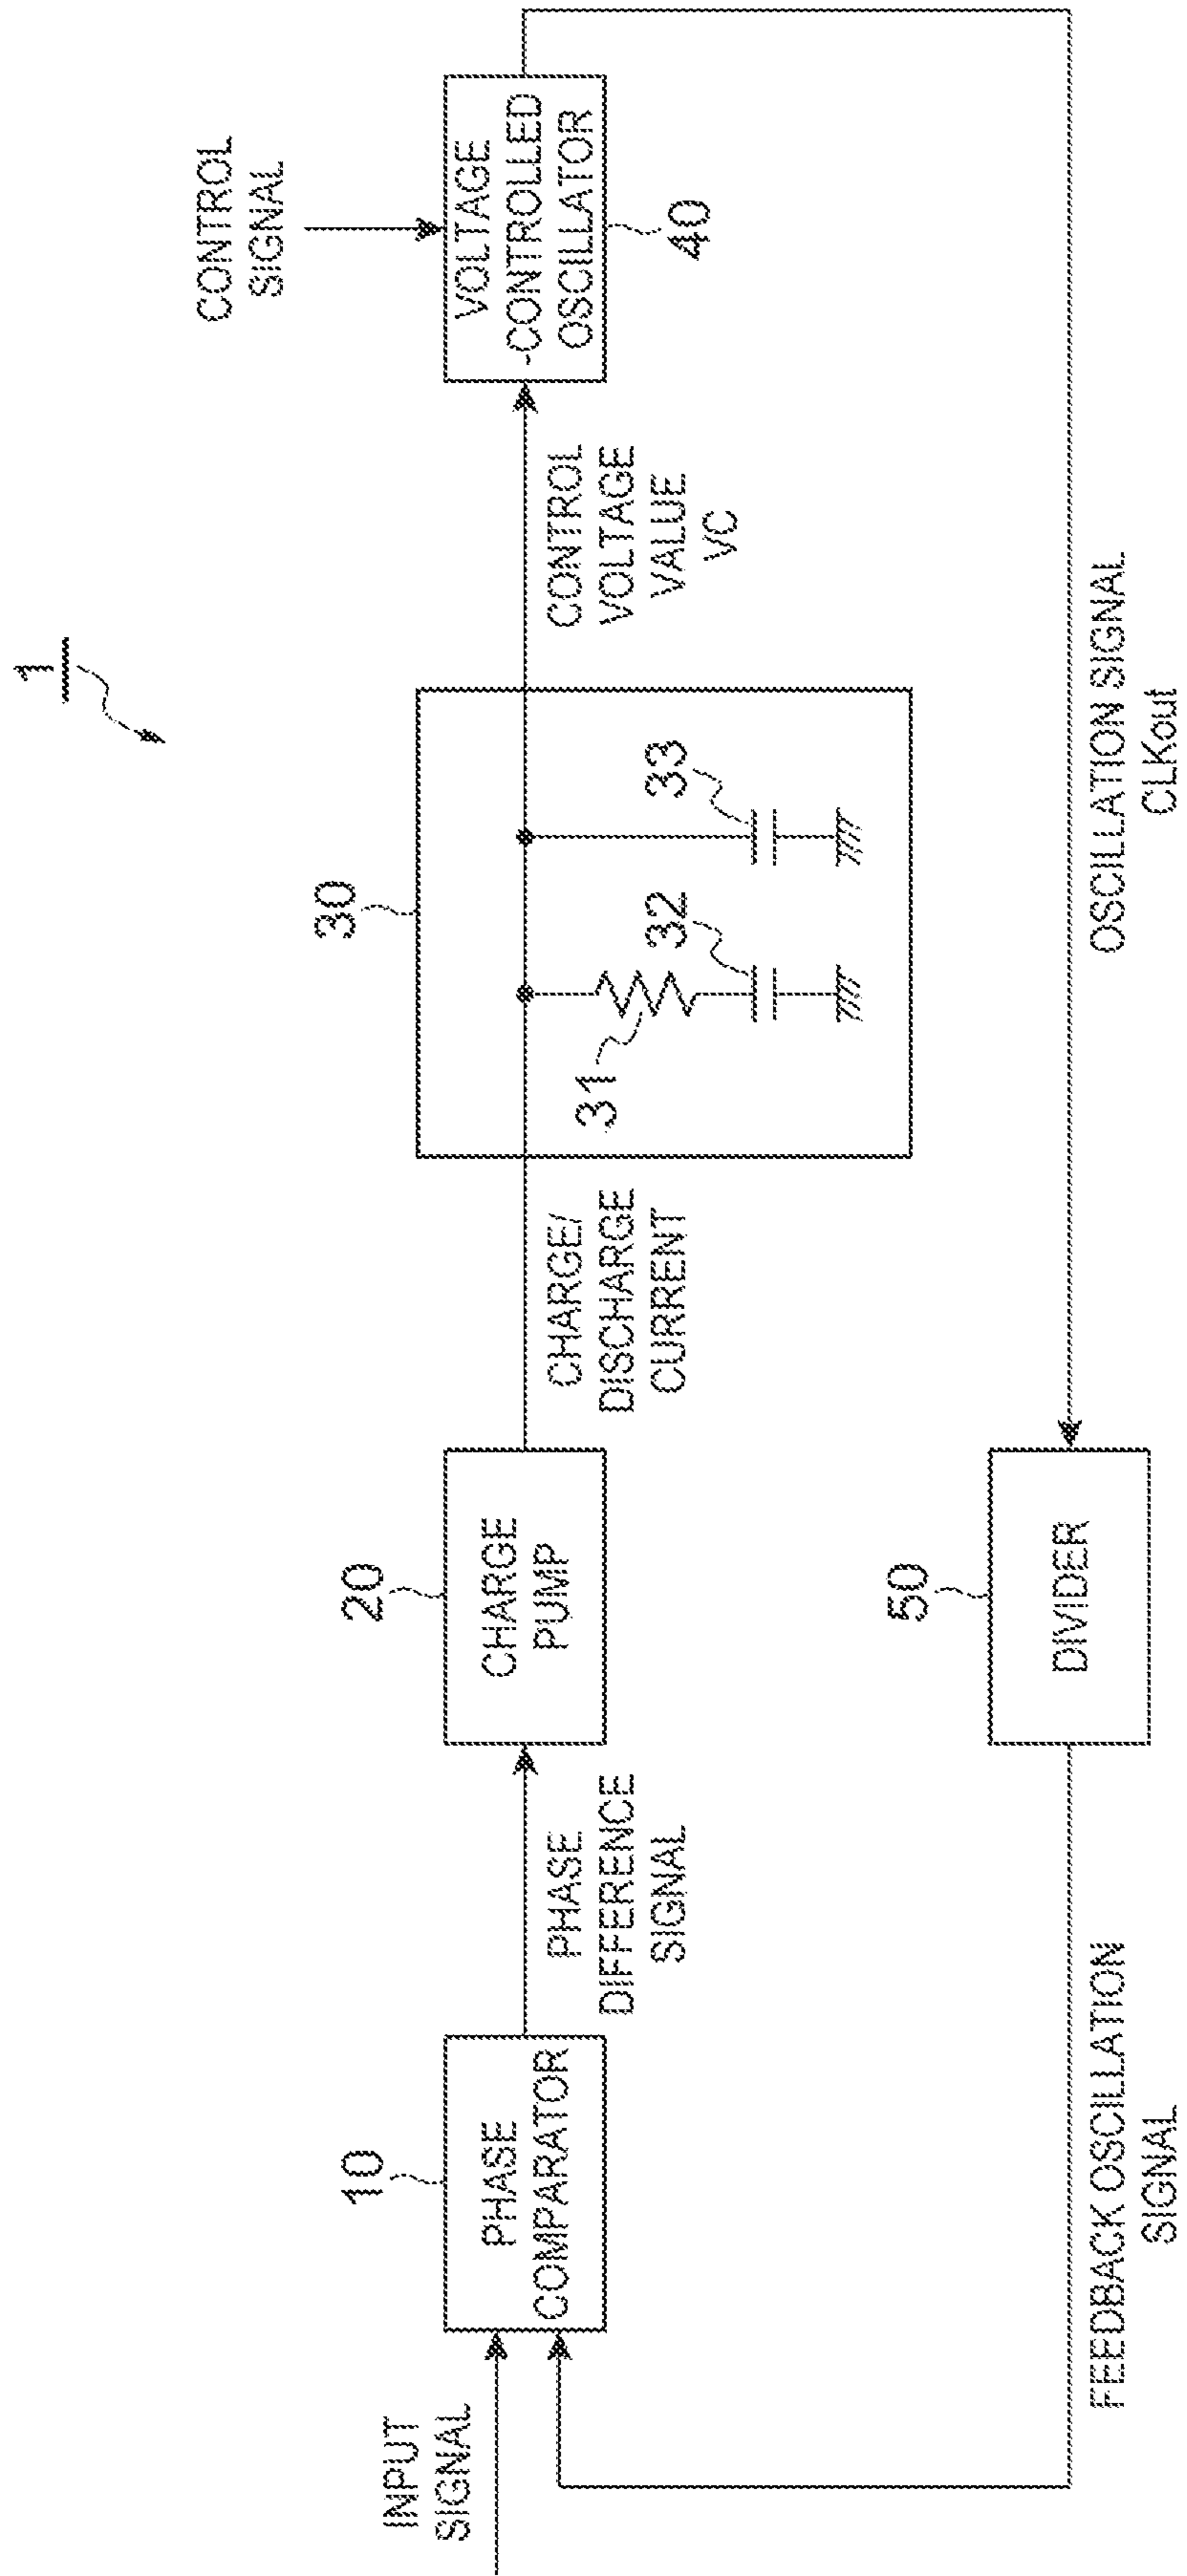 1
INPUT
SIGNAL
10
PHASE
COMPARATOR
PHASE
DIFFERENCE
SIGNAL
20
CHARGE
PUMP
CHARGE/
DISCHARGE
CURRENT
30
31
32
33
CONTROL
VOLTAGE
VALUE
VC
CONTROL
SIGNAL
VOLTAGE
-CONTROLLED
OSCILLATOR
40
FEEDBACK OSCILLATION
SIGNAL
50
DIVIDER
OSCILLATION SIGNAL
CLKout